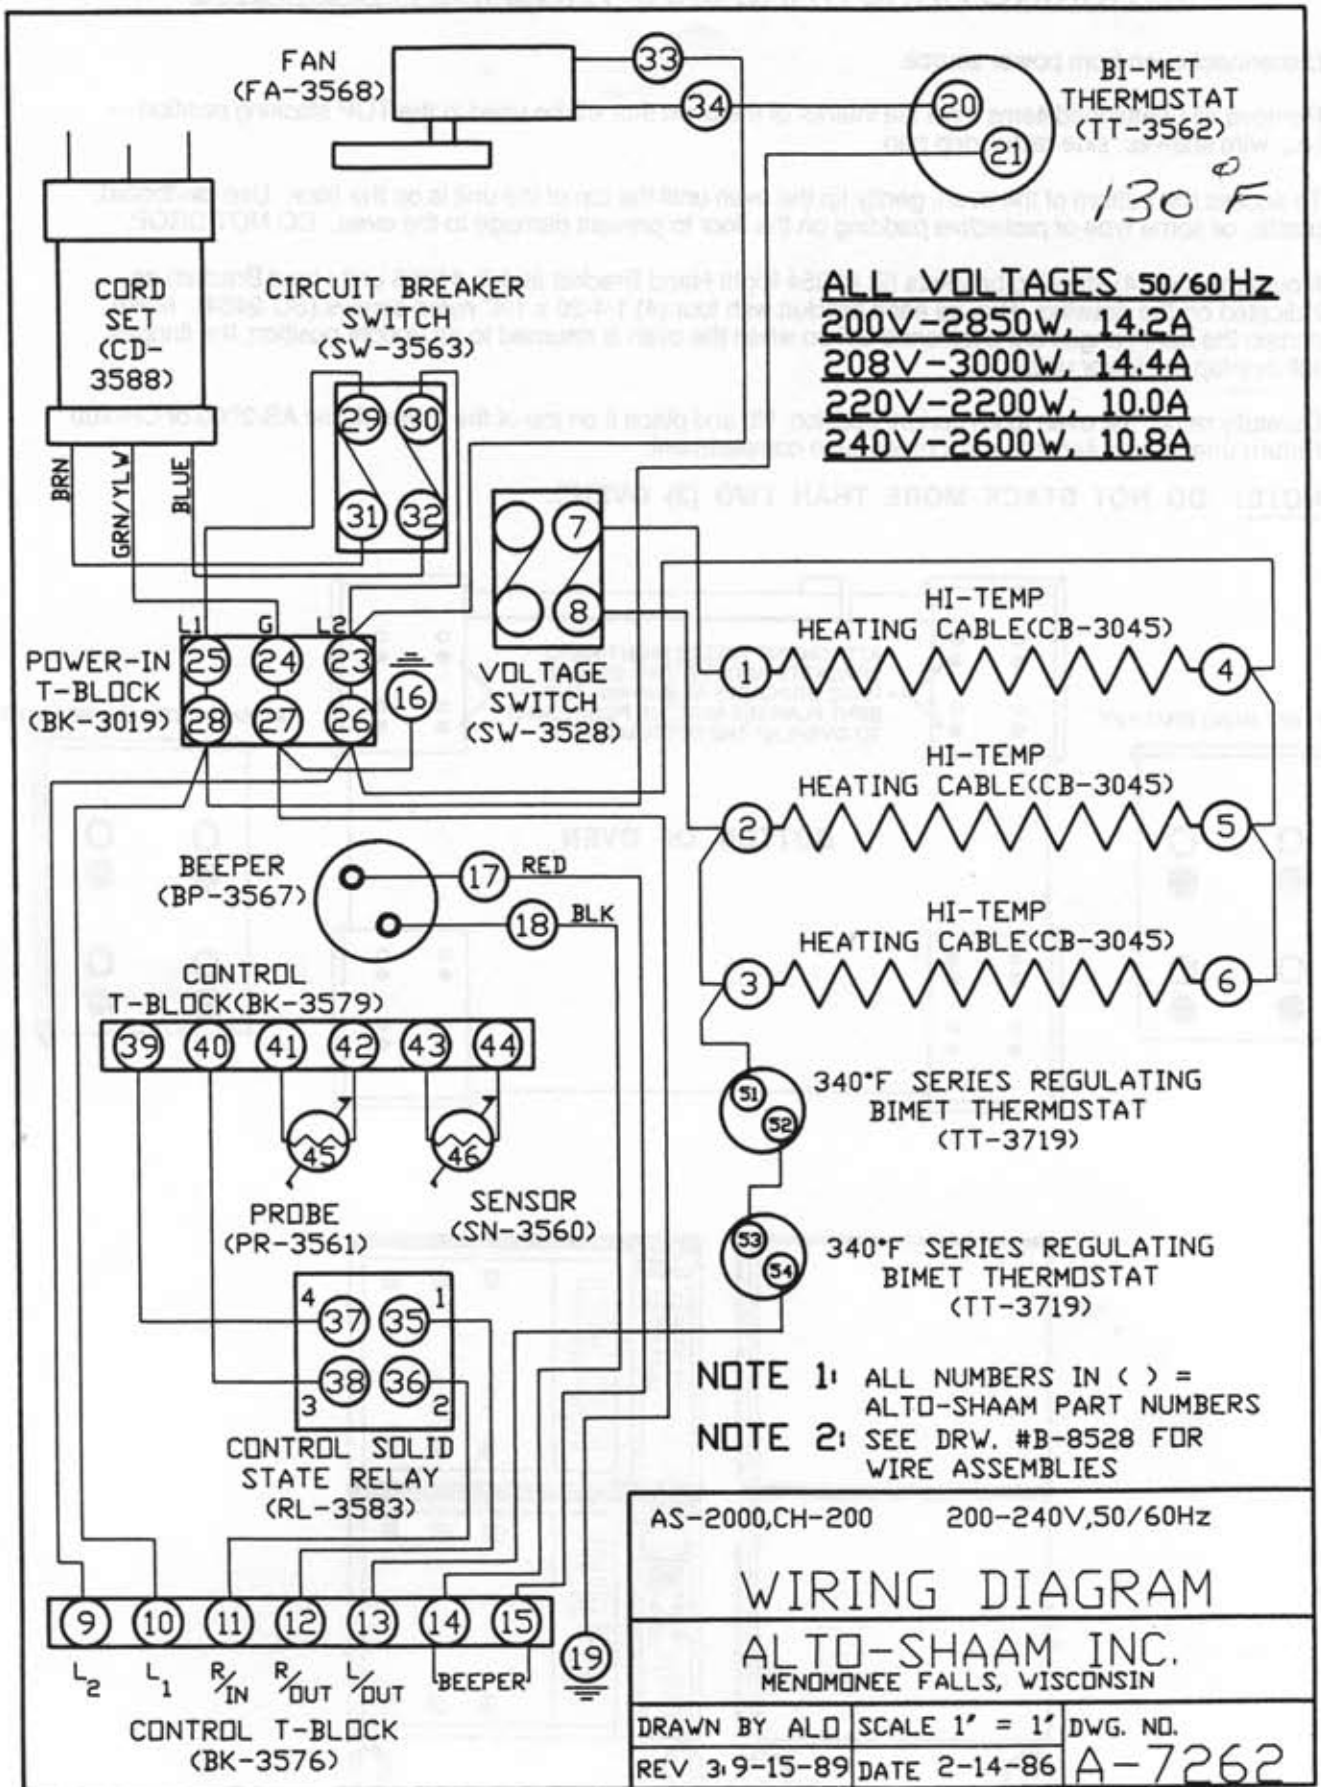 FAN
(FA-3568)
33
34
20
21
BI-MET
THERMOSTAT
(TT-3562)
130°F
CORD
SET
(CD-
3588)
CIRCUIT BREAKER
SWITCH
(SW-3563)
ALL VOLTAGES 50/60Hz
200V-2850W, 14.2A
208V-3000W, 14.4A
220V-2200W, 10.0A
240V-2600W, 10.8A
29
30
31
32
BRN
GRN/YLW
BLUE
7
8
VOLTAGE
SWITCH
(SW-3528)
L1
G
L2
25
24
23
28
27
26
POWER-IN
T-BLOCK
(BK-3019)
16
HI-TEMP
HEATING CABLE(CB-3045)
1
4
HI-TEMP
HEATING CABLE(CB-3045)
2
5
HI-TEMP
HEATING CABLE(CB-3045)
3
6
BEEPER
(BP-3567)
17
RED
18
BLK
CONTROL
T-BLOCK(BK-3579)
39
40
41
42
43
44
45
46
PROBE
(PR-3561)
SENSOR
(SN-3560)
51
52
340°F SERIES REGULATING
BIMET THERMOSTAT
(TT-3719)
53
54
340°F SERIES REGULATING
BIMET THERMOSTAT
(TT-3719)
4
1
37
35
38
36
3
2
CONTROL SOLID
STATE RELAY
(RL-3583)
NOTE 1: ALL NUMBERS IN ( ) =
ALTO-SHAAM PART NUMBERS
NOTE 2: SEE DRW. #B-8528 FOR
WIRE ASSEMBLIES
9
10
11
12
13
14
15
19
L2
L1
R/IN
R/OUT
L/OUT
BEEPER
CONTROL T-BLOCK
(BK-3576)
AS-2000,CH-200 200-240V,50/60Hz
WIRING DIAGRAM
ALTO-SHAAM INC.
MENOMONEE FALLS, WISCONSIN
DRAWN BY ALO
SCALE 1" = 1"
DWG. NO.
REV 3: 9-15-89
DATE 2-14-86
A-7262